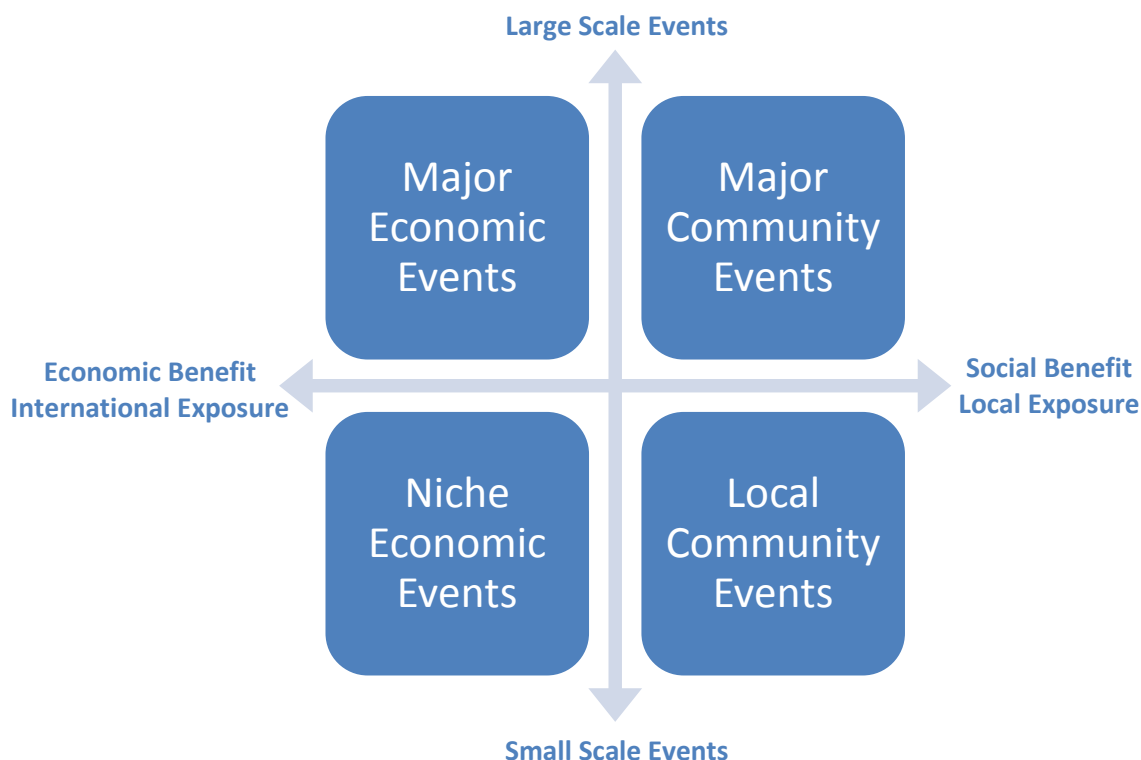 Large Scale Events
Major
Economic
Events
Major
Community
Events
Economic Benefit
International Exposure
Social Benefit
Local Exposure
Niche
Economic
Events
Local
Community
Events
Small Scale Events